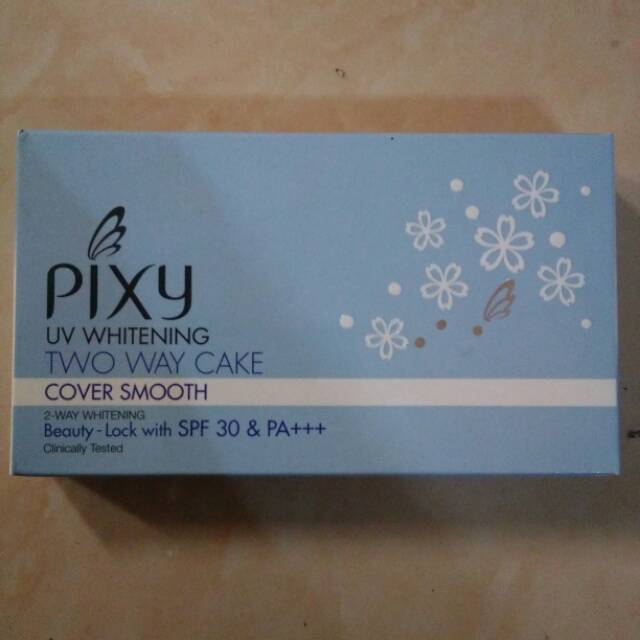 PIXY
UV WHITENING
TWO WAY CAKE
COVER SMOOTH
2-WAY WHITENING
Beauty - Lock with SPF 30 & PA+++
Clinically Tested